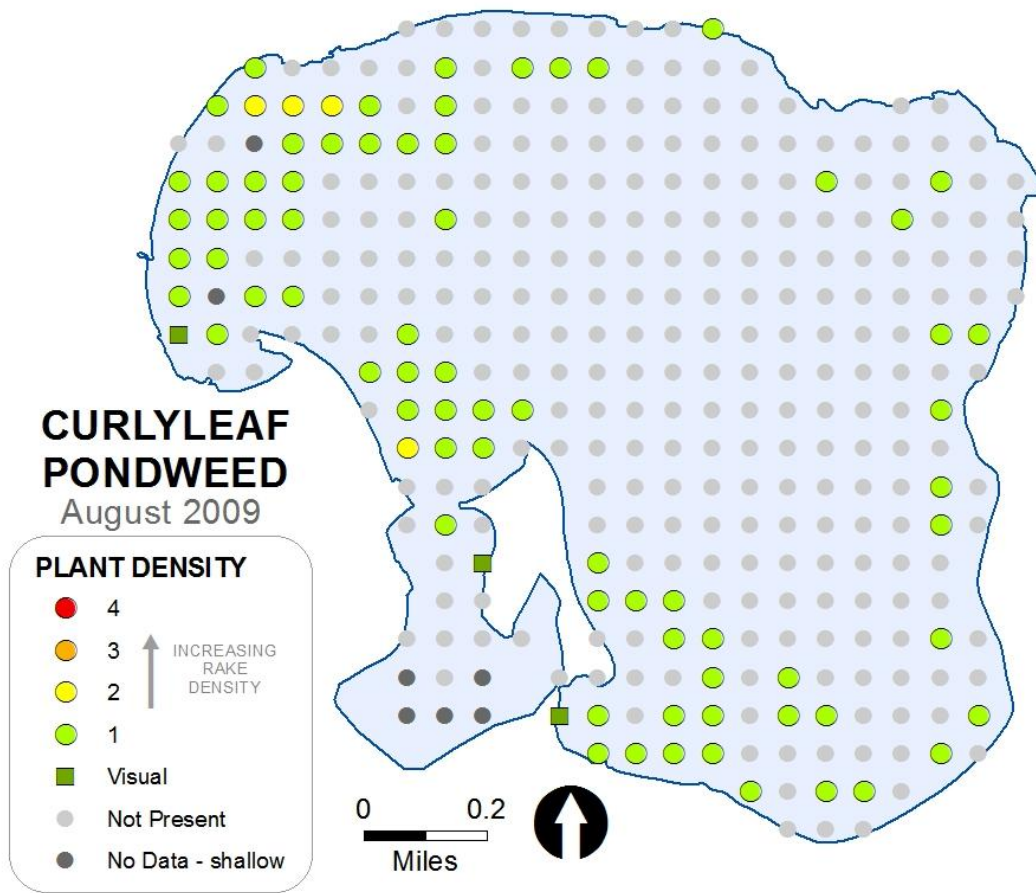 CURLYLEAF
PONDWEED
August 2009
PLANT DENSITY
4
3
2
1
INCREASING
RAKE
DENSITY
Visual
Not Present
No Data - shallow
0 0.2
Miles